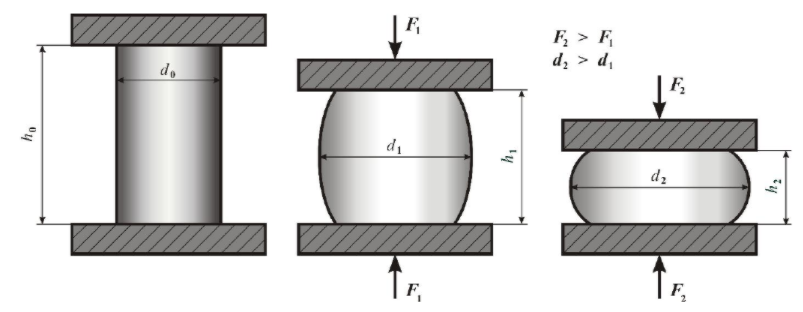 h₀
d₀
F₁
d₁
h₁
F₁
F₂ > F₁
d₂ > d₁
F₂
d₂
h₂
F₂